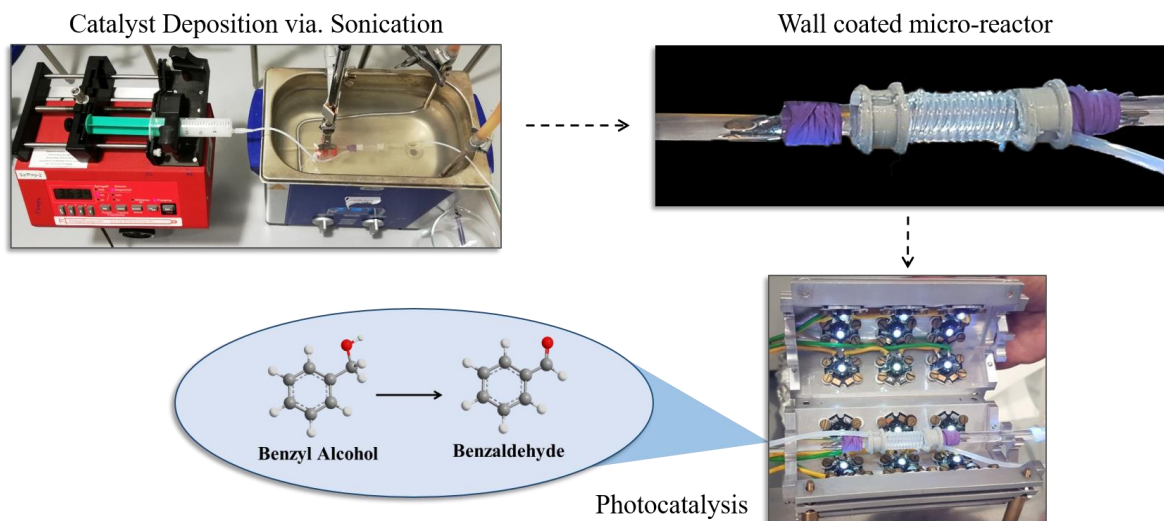 Catalyst Deposition via. Sonication
Wall coated micro-reactor
Benzyl Alcohol
Benzaldehyde
Photocatalysis